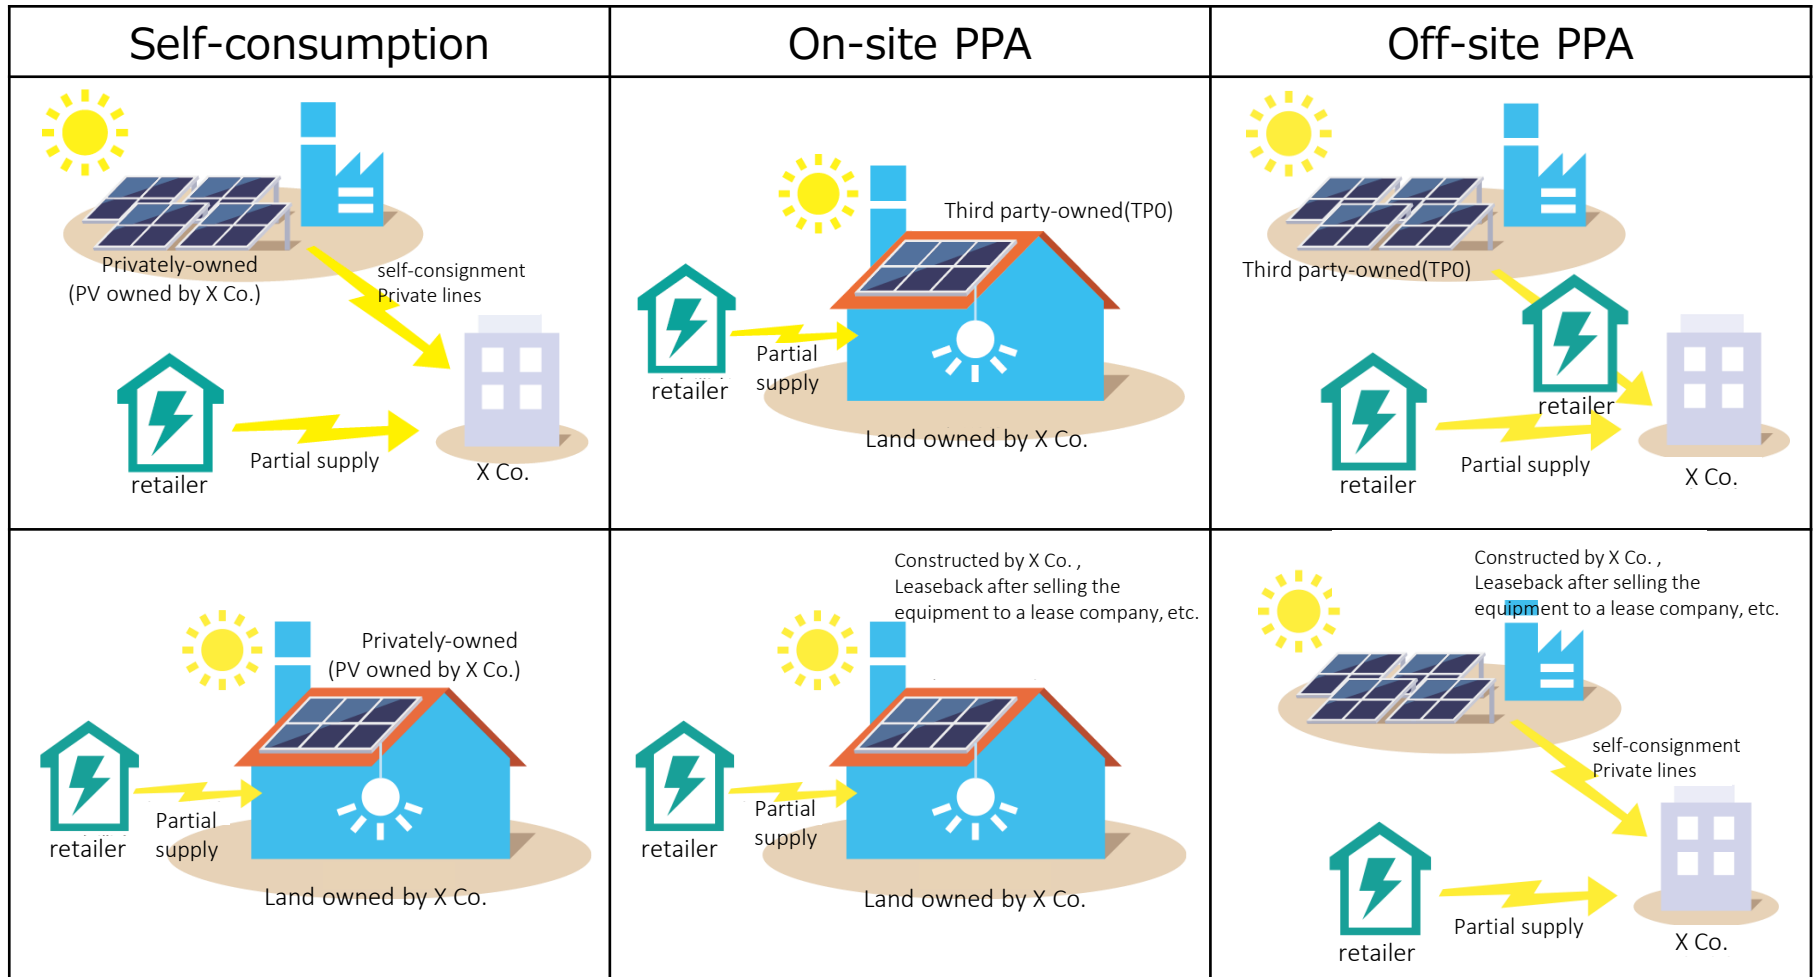 Self-consumption
On-site PPA
Off-site PPA
Privately-owned
(PV owned by X Co.)
self-consignment
Private lines
retailer
Partial supply
X Co.
Third party-owned(TPO)
retailer
Partial
supply
Land owned by X Co.
Third party-owned(TPO)
retailer
retailer
Partial supply
X Co.
Privately-owned
(PV owned by X Co.)
retailer
Partial
supply
Land owned by X Co.
Constructed by X Co. ,
Leaseback after selling the
equipment to a lease company, etc.
retailer
Partial
supply
Land owned by X Co.
Constructed by X Co. ,
Leaseback after selling the
equipment to a lease company, etc.
self-consignment
Private lines
retailer
Partial supply
X Co.